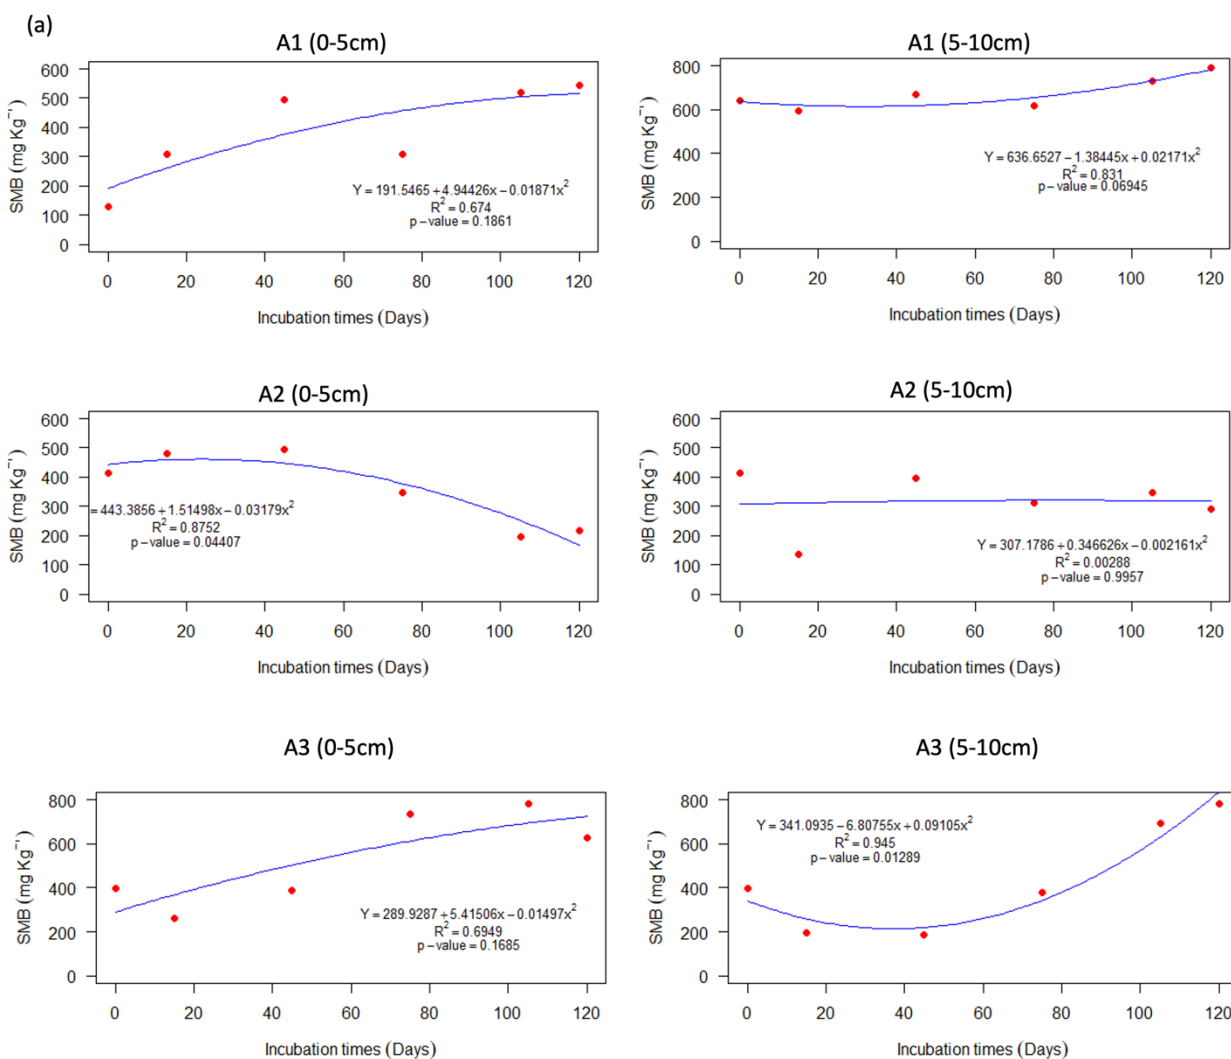 (a)
A1 (0-5cm)
SMB (mg Kg⁻¹)
600
500
400
300
200
100
0
Y = 191.5465 + 4.94426x − 0.01871x²
R² = 0.674
p − value = 0.1861
0 20 40 60 80 100 120
Incubation times (Days)
A1 (5-10cm)
SMB (mg Kg⁻¹)
800
600
400
200
0
Y = 636.6527 − 1.38445x + 0.02171x²
R² = 0.831
p − value = 0.06945
0 20 40 60 80 100 120
Incubation times (Days)
A2 (0-5cm)
SMB (mg Kg⁻¹)
600
500
400
300
200
100
0
= 443.3856 + 1.51498x − 0.03179x²
R² = 0.8752
p − value = 0.04407
0 20 40 60 80 100 120
Incubation times (Days)
A2 (5-10cm)
SMB (mg Kg⁻¹)
600
500
400
300
200
100
0
Y = 307.1786 + 0.346626x − 0.002161x²
R² = 0.00288
p − value = 0.9957
0 20 40 60 80 100 120
Incubation times (Days)
A3 (0-5cm)
SMB (mg Kg⁻¹)
800
600
400
200
0
Y = 289.9287 + 5.41506x − 0.01497x²
R² = 0.6949
p − value = 0.1685
0 20 40 60 80 100 120
Incubation times (Days)
A3 (5-10cm)
SMB (mg Kg⁻¹)
800
600
400
200
0
Y = 341.0935 − 6.80755x + 0.09105x²
R² = 0.945
p − value = 0.01289
0 20 40 60 80 100 120
Incubation times (Days)